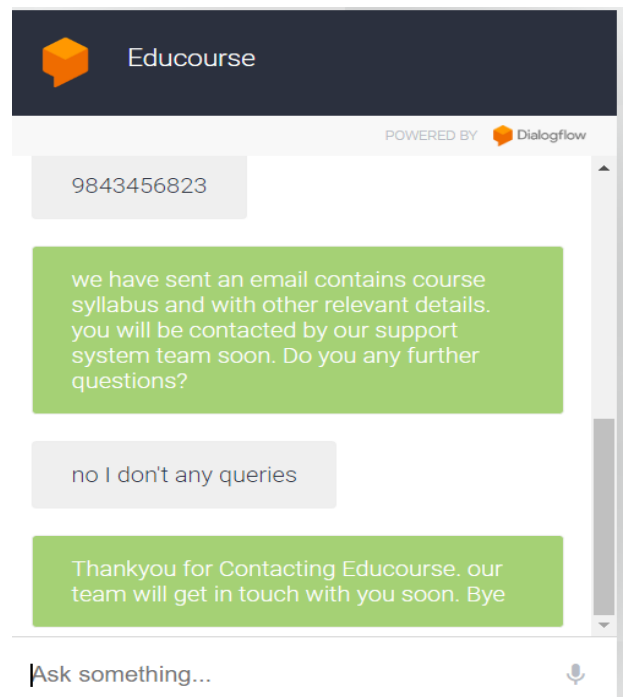 Educourse
POWERED BY Dialogflow
9843456823
we have sent an email contains course
syllabus and with other relevant details.
you will be contacted by our support
system team soon. Do you any further
questions?
no I don't any queries
Thankyou for Contacting Educourse. our
team will get in touch with you soon. Bye
Ask something...